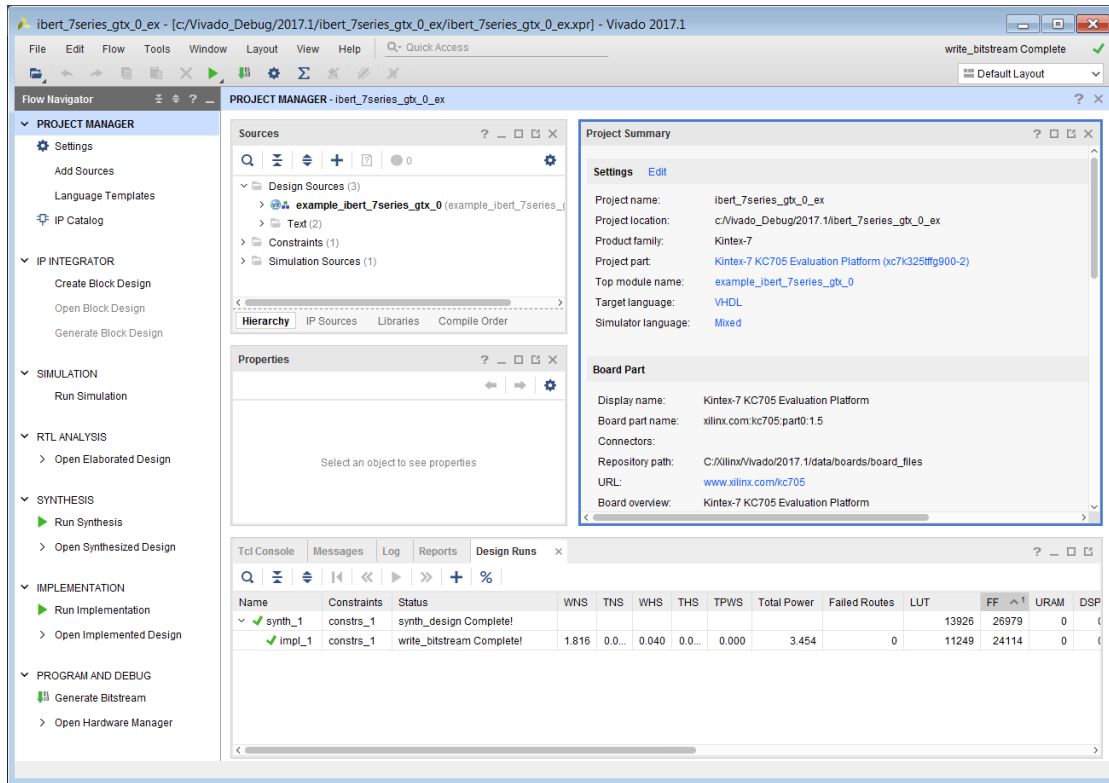 ibert_7series_gtx_0_ex - [c:/Vivado_Debug/2017.1/ibert_7series_gtx_0_ex/ibert_7series_gtx_0_ex.xpr] - Vivado 2017.1
File Edit Flow Tools Window Layout View Help Quick Access write_bitstream Complete
Default Layout
Flow Navigator
PROJECT MANAGER
Settings
Add Sources
Language Templates
IP Catalog
IP INTEGRATOR
Create Block Design
Open Block Design
Generate Block Design
SIMULATION
Run Simulation
RTL ANALYSIS
Open Elaborated Design
SYNTHESIS
Run Synthesis
Open Synthesized Design
IMPLEMENTATION
Run Implementation
Open Implemented Design
PROGRAM AND DEBUG
Generate Bitstream
Open Hardware Manager
PROJECT MANAGER - ibert_7series_gtx_0_ex
Sources
0
Design Sources (3)
example_ibert_7series_gtx_0 (example_ibert_7series_
Text (2)
Constraints (1)
Simulation Sources (1)
Hierarchy IP Sources Libraries Compile Order
Properties
Select an object to see properties
Project Summary
Settings Edit
Project name: ibert_7series_gtx_0_ex
Project location: c:/Vivado_Debug/2017.1/ibert_7series_gtx_0_ex
Product family: Kintex-7
Project part: Kintex-7 KC705 Evaluation Platform (xc7k325tffg900-2)
Top module name: example_ibert_7series_gtx_0
Target language: VHDL
Simulator language: Mixed
Board Part
Display name: Kintex-7 KC705 Evaluation Platform
Board part name: xilinx.com:kc705:part0:1.5
Connectors:
Repository path: C:/Xilinx/Vivado/2017.1/data/boards/board_files
URL: www.xilinx.com/kc705
Board overview: Kintex-7 KC705 Evaluation Platform
Tcl Console Messages Log Reports Design Runs
Name Constraints Status WNS TNS WHS THS TPWS Total Power Failed Routes LUT FF 1 URAM DSP
synth_1 constrs_1 synth_design Complete! 13926 26979 0
impl_1 constrs_1 write_bitstream Complete! 1.816 0.0... 0.040 0.0... 0.000 3.454 0 11249 24114 0